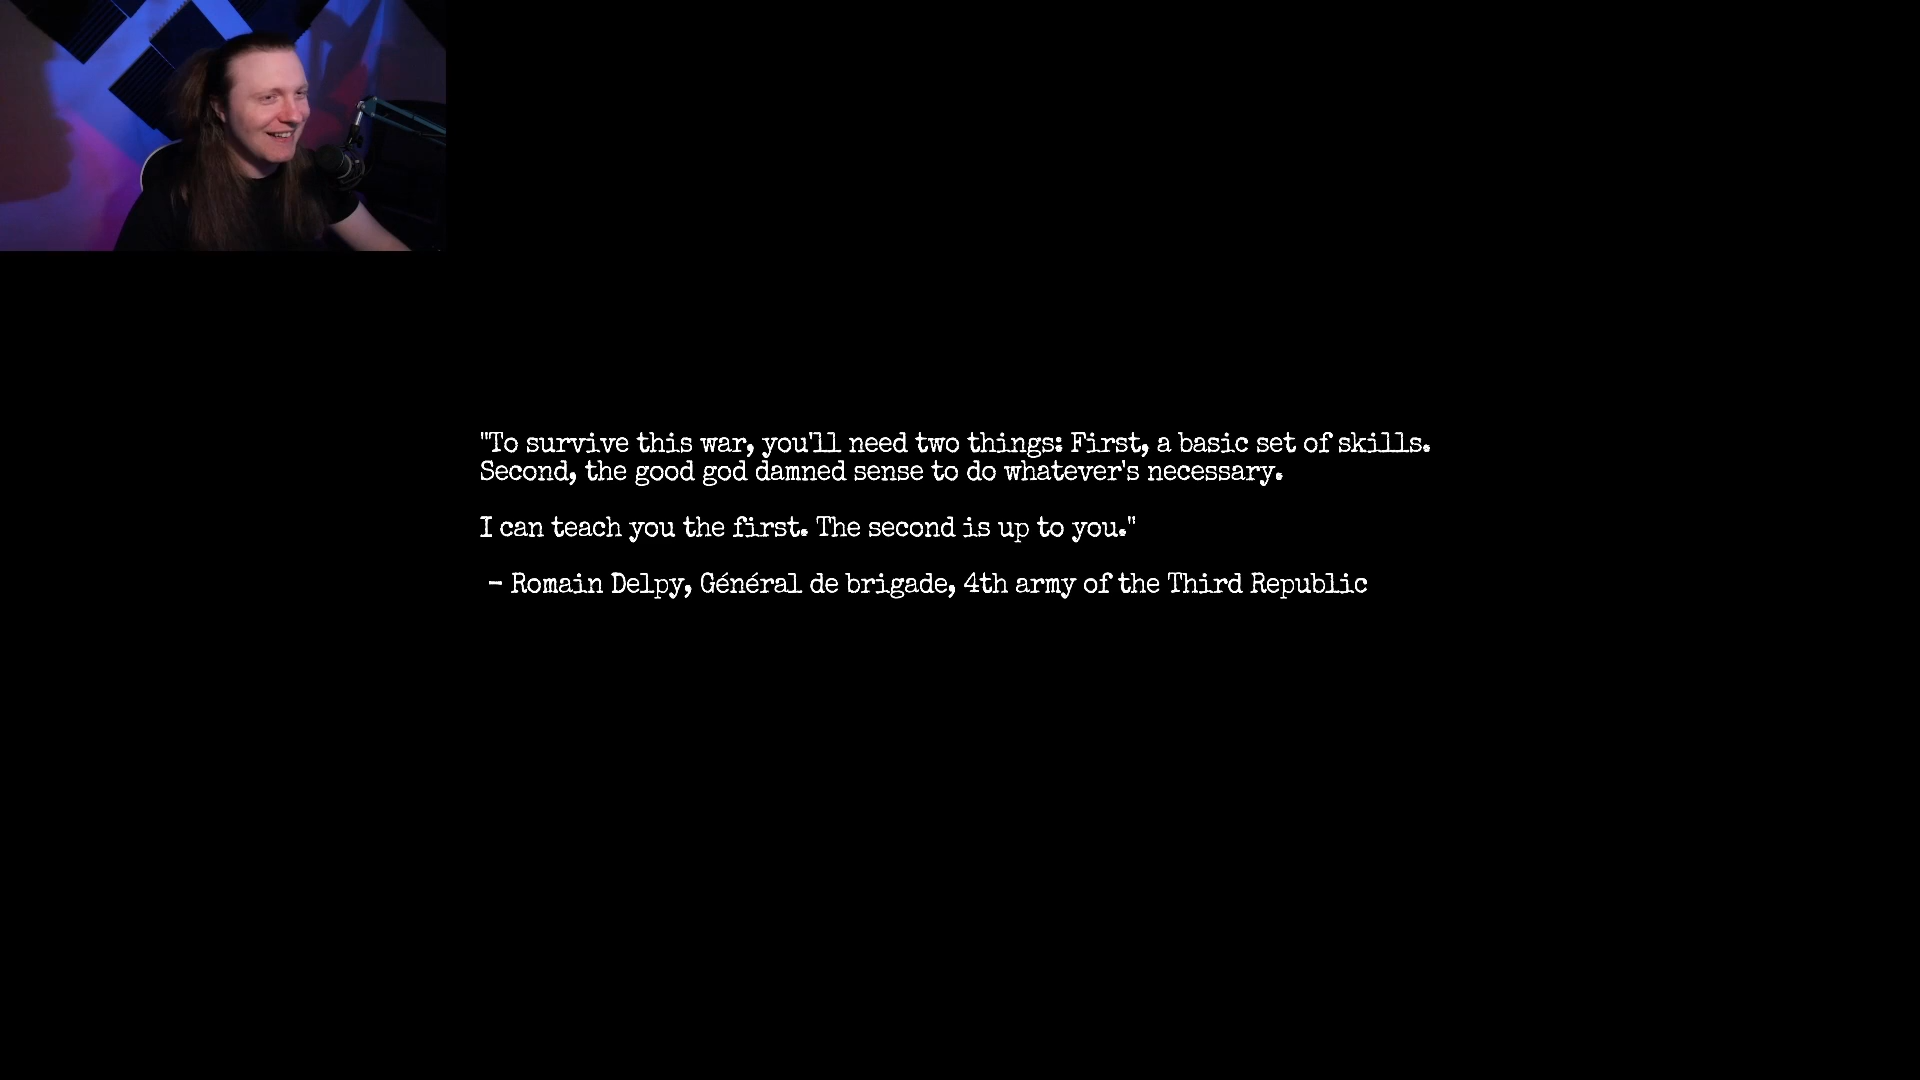 "To survive this war, you'll need two things: First, a basic set of skills.
Second, the good god damned sense to do whatever's necessary.
I can teach you the first. The second is up to you."
- Romain Delpy, Général de brigade, 4th army of the Third Republic